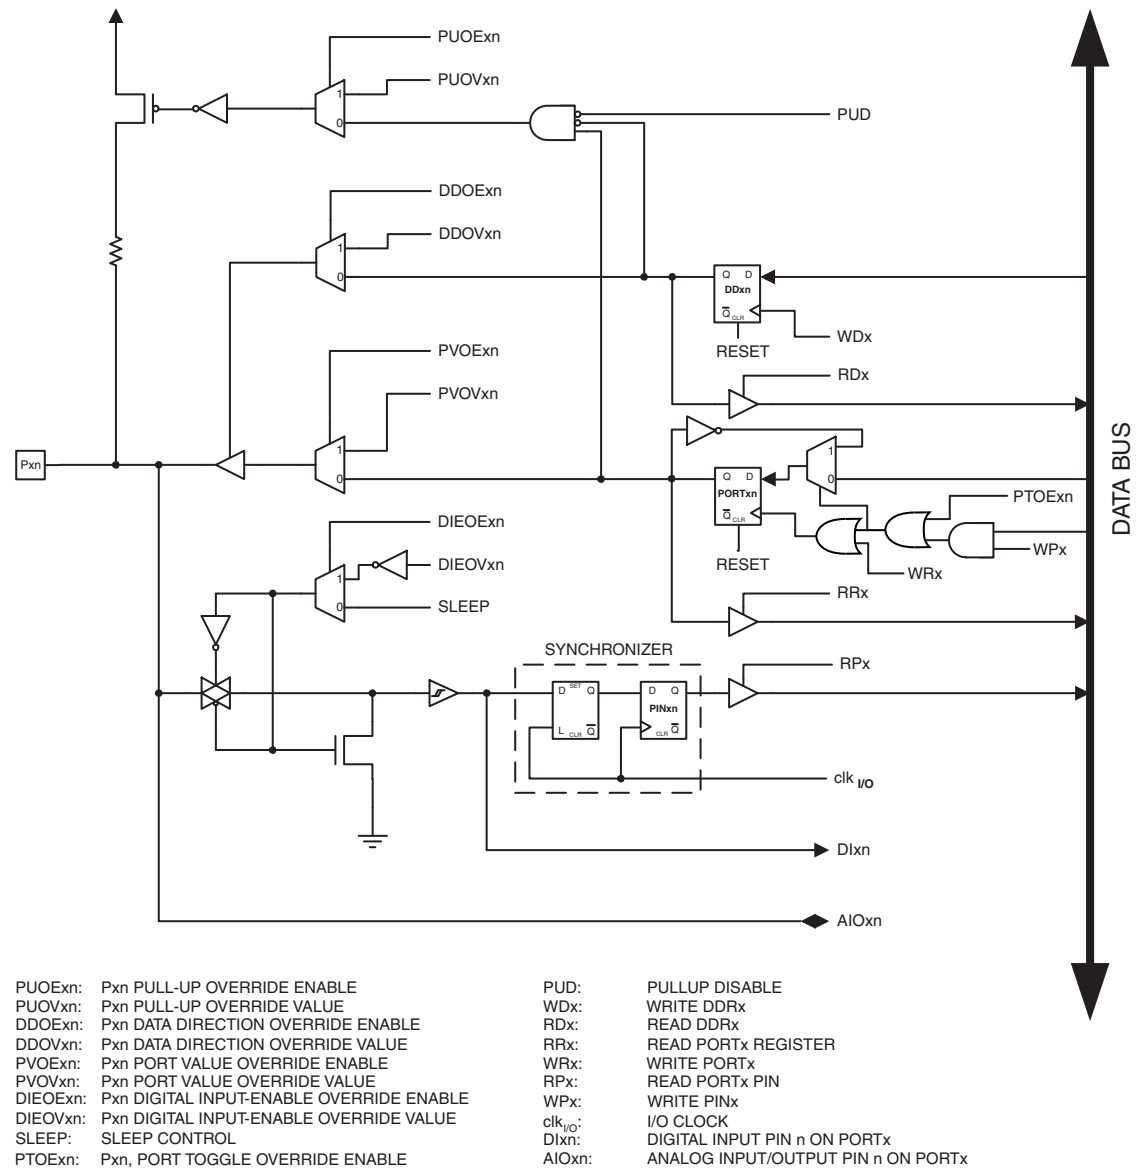 PUOExn
PUOVxn
1
0
PUD
DDOExn
DDOVxn
1
0
Q D
DDxn
Q CLR
WDx
RESET
RDx
PVOExn
PVOVxn
1
0
Pxn
1
0
Q D
PORTxn
Q CLR
PTOExn
WPx
WRx
RESET
RRx
DIEOExn
DIEOVxn
1
0
SLEEP
SYNCHRONIZER
RPx
D SET Q
L CLR Q
D Q
PINxn
CLR Q
clk I/O
DIxn
AIOxn
DATA BUS
PUOExn: Pxn PULL-UP OVERRIDE ENABLE
PUOVxn: Pxn PULL-UP OVERRIDE VALUE
DDOExn: Pxn DATA DIRECTION OVERRIDE ENABLE
DDOVxn: Pxn DATA DIRECTION OVERRIDE VALUE
PVOExn: Pxn PORT VALUE OVERRIDE ENABLE
PVOVxn: Pxn PORT VALUE OVERRIDE VALUE
DIEOExn: Pxn DIGITAL INPUT-ENABLE OVERRIDE ENABLE
DIEOVxn: Pxn DIGITAL INPUT-ENABLE OVERRIDE VALUE
SLEEP: SLEEP CONTROL
PTOExn: Pxn, PORT TOGGLE OVERRIDE ENABLE
PUD: PULLUP DISABLE
WDx: WRITE DDRx
RDx: READ DDRx
RRx: READ PORTx REGISTER
WRx: WRITE PORTx
RPx: READ PORTx PIN
WPx: WRITE PINx
clkI/O: I/O CLOCK
DIxn: DIGITAL INPUT PIN n ON PORTx
AIOxn: ANALOG INPUT/OUTPUT PIN n ON PORTx